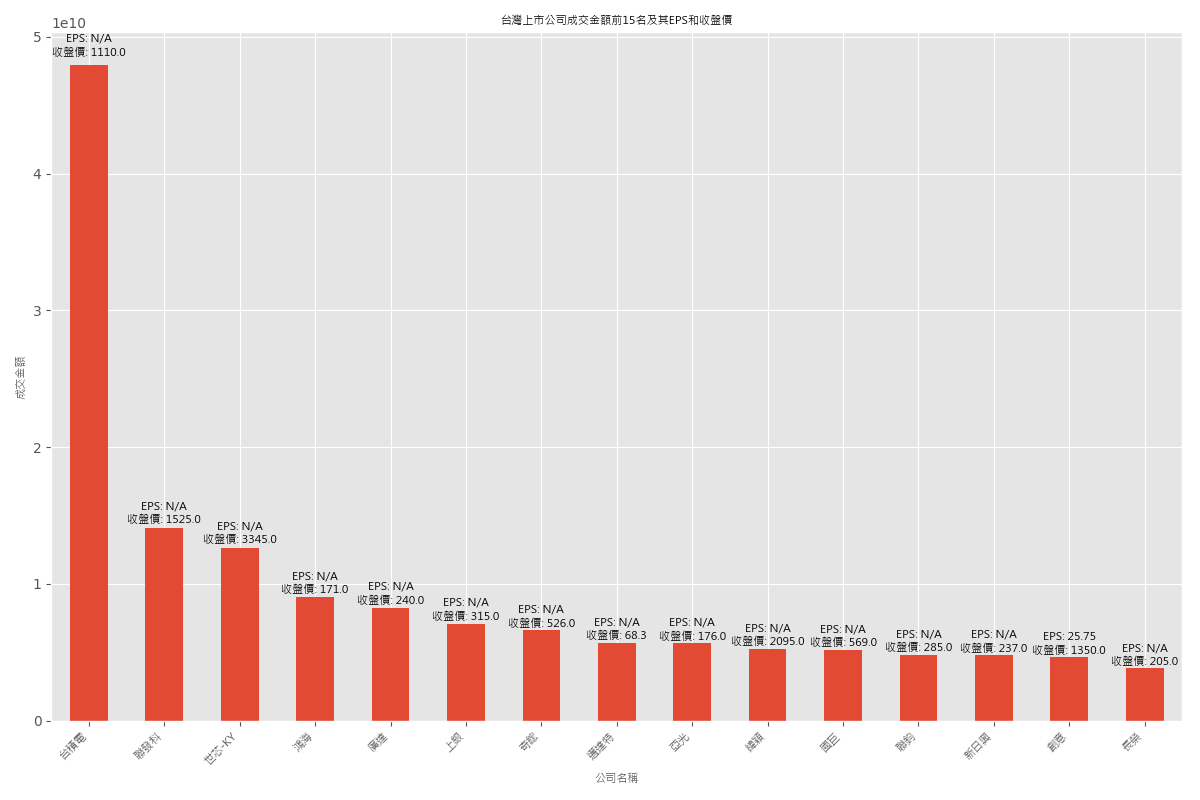 台灣上市公司成交金額前15名及其EPS和收盤價
1e10
5
4
3
2
1
0
成交金額
EPS: N/A
收盤價: 1110.0
EPS: N/A
收盤價: 1525.0
EPS: N/A
收盤價: 3345.0
EPS: N/A
收盤價: 171.0
EPS: N/A
收盤價: 240.0
EPS: N/A
收盤價: 315.0
EPS: N/A
收盤價: 526.0
EPS: N/A
收盤價: 68.3
EPS: N/A
收盤價: 176.0
EPS: N/A
收盤價: 2095.0
EPS: N/A
收盤價: 569.0
EPS: N/A
收盤價: 285.0
EPS: N/A
收盤價: 237.0
EPS: 25.75
收盤價: 1350.0
EPS: N/A
收盤價: 205.0
台積電
聯發科
世芯-KY
鴻海
廣達
上銀
奇鋐
邁達特
亞光
緯穎
國巨
聯鈞
新日興
創意
長榮
公司名稱